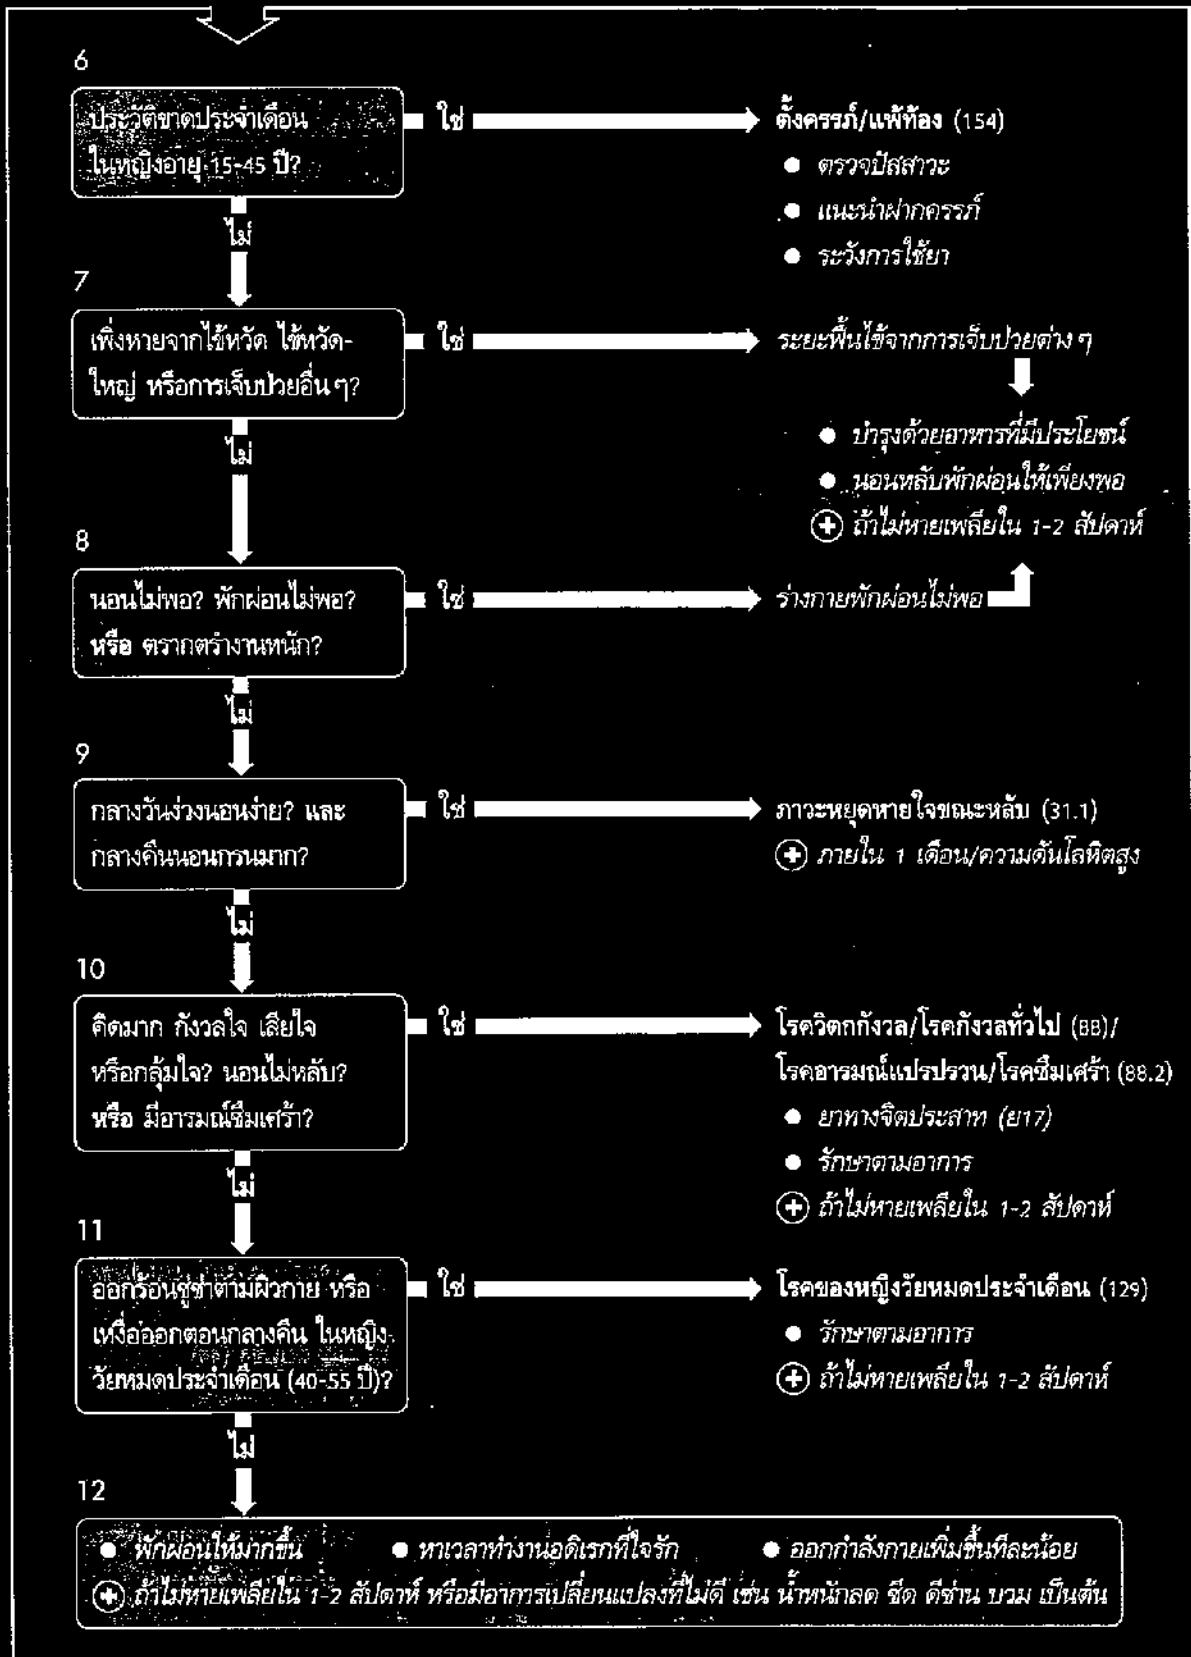 6
ประวัติขาดประจำเดือน
ในหญิงอายุ 15-45 ปี?
ใช่
ตั้งครรภ์/แพ้ท้อง (154)
● ตรวจปัสสาวะ
● แนะนำฝากครรภ์
● ระวังการใช้ยา
ไม่
7
เพิ่งหายจากไข้หวัด ไข้หวัด-
ใหญ่ หรือการเจ็บป่วยอื่นๆ?
ใช่
ระยะฟื้นไข้จากการเจ็บป่วยต่างๆ
● บำรุงด้วยอาหารที่มีประโยชน์
● นอนหลับพักผ่อนให้เพียงพอ
⊕ ถ้าไม่หายเพลียใน 1-2 สัปดาห์
ไม่
8
นอนไม่พอ? พักผ่อนไม่พอ?
หรือ ตรากตรำงานหนัก?
ใช่
ร่างกายพักผ่อนไม่พอ
ไม่
9
กลางวันง่วงนอนง่าย? และ
กลางคืนนอนกรนมาก?
ใช่
ภาวะหยุดหายใจขณะหลับ (31.1)
⊕ ภายใน 1 เดือน/ความดันโลหิตสูง
ไม่
10
คิดมาก กังวลใจ เสียใจ
หรือกลุ้มใจ? นอนไม่หลับ?
หรือ มีอารมณ์ซึมเศร้า?
ใช่
โรควิตกกังวล/โรคกังวลทั่วไป (88)/
โรคอารมณ์แปรปรวน/โรคซึมเศร้า (88.2)
● ยาทางจิตประสาท (ย17)
● รักษาตามอาการ
⊕ ถ้าไม่หายเพลียใน 1-2 สัปดาห์
ไม่
11
ออกร้อนซู่ซ่าตามผิวกาย หรือ
เหงื่อออกตอนกลางคืน ในหญิง-
วัยหมดประจำเดือน (40-55 ปี)?
ใช่
โรคของหญิงวัยหมดประจำเดือน (129)
● รักษาตามอาการ
⊕ ถ้าไม่หายเพลียใน 1-2 สัปดาห์
ไม่
12
● พักผ่อนให้มากขึ้น ● หาเวลาทำงานอดิเรกที่ใจรัก ● ออกกำลังกายเพิ่มขึ้นทีละน้อย
⊕ ถ้าไม่หายเพลียใน 1-2 สัปดาห์ หรือมีอาการเปลี่ยนแปลงที่ไม่ดี เช่น น้ำหนักลด ซีด ดีซ่าน บวม เป็นต้น